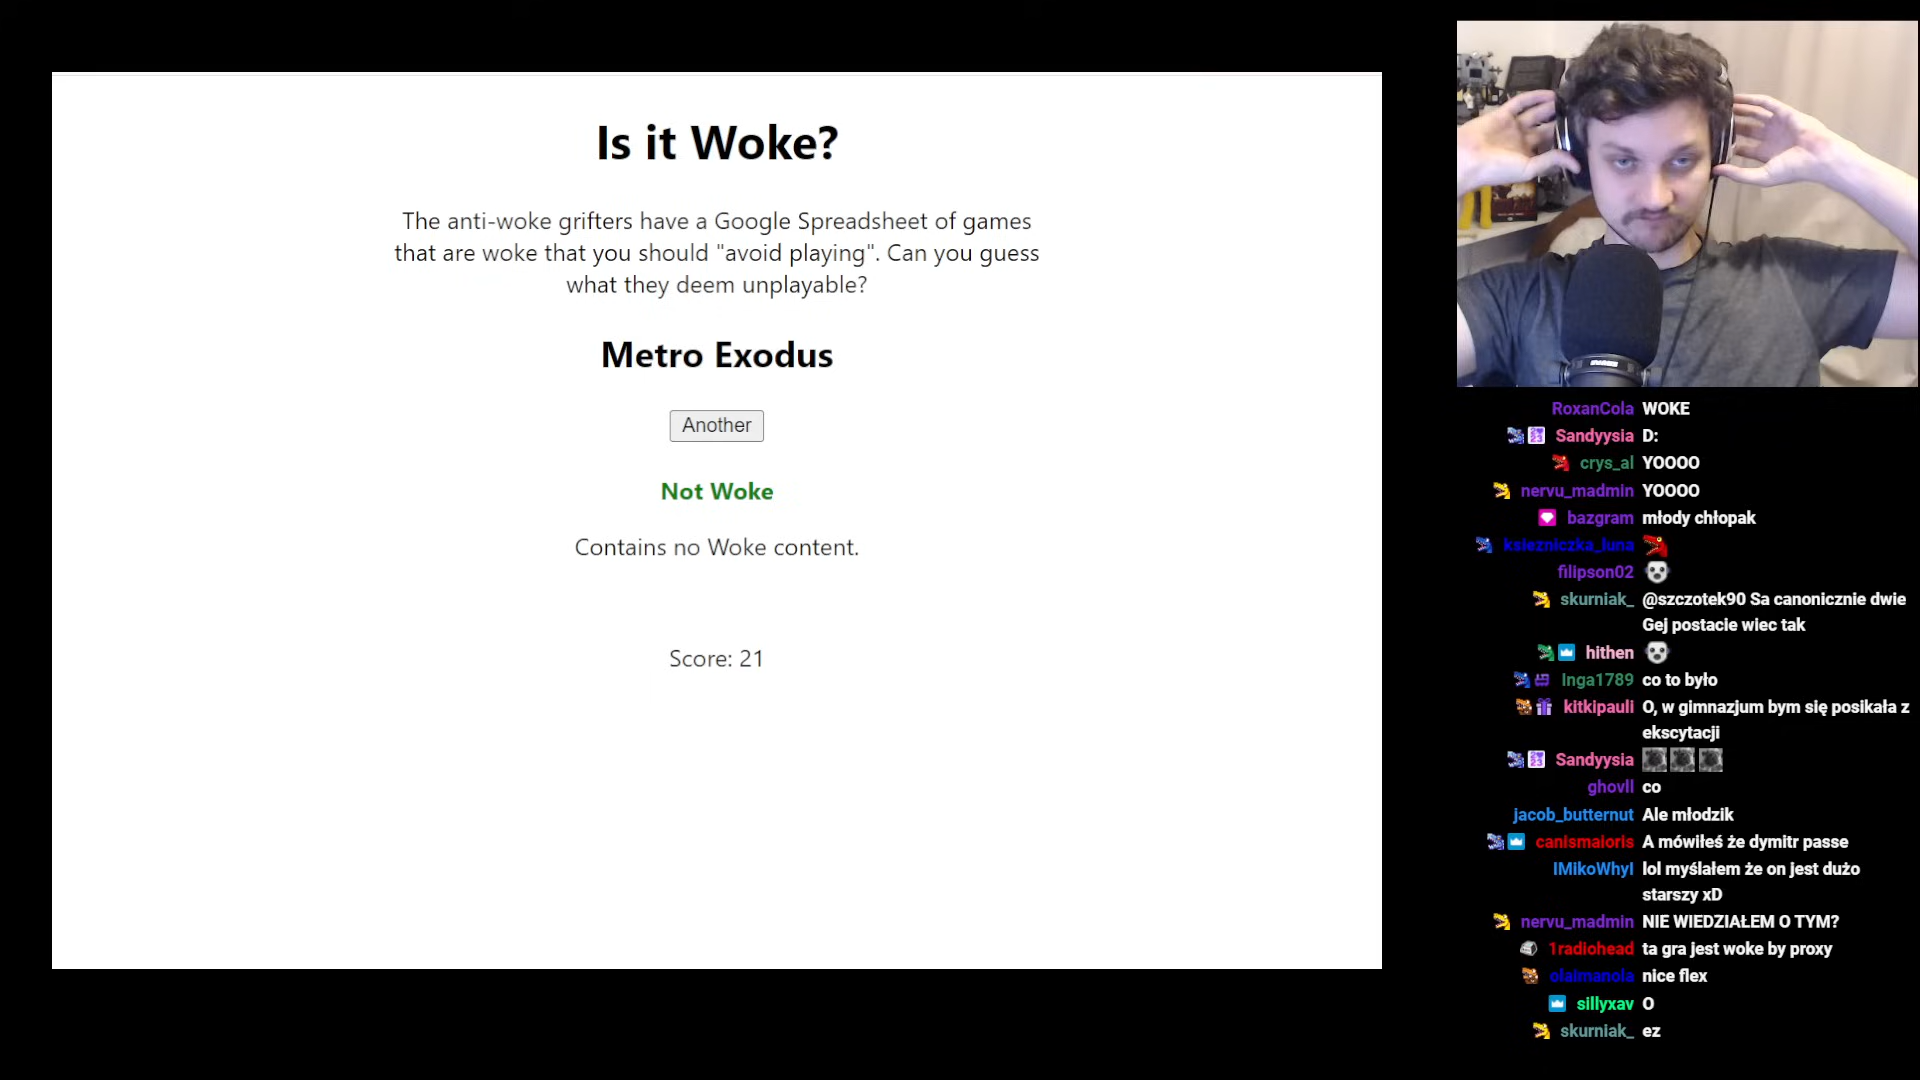 Is it Woke?
The anti-woke grifters have a Google Spreadsheet of games
that are woke that you should "avoid playing". Can you guess
what they deem unplayable?
Metro Exodus
Another
Not Woke
Contains no Woke content.
Score: 21
RoxanCola WOKE
Sandyysia D:
crys_al YOOOO
nervu_madmin YOOOO
bazgram młody chłopak
ksiezniczka_luna
filipson02
skurniak_ @szczotek90 Sa canonicznie dwie
Gej postacie wiec tak
hithen
Inga1789 co to było
kitkipauli O, w gimnazjum bym się posikała z
ekscytacji
Sandyysia
ghovll co
jacob_butternut Ale młodzik
canismaioris A mówiłeś że dymitr passe
IMikoWhyI lol myślałem że on jest dużo
starszy xD
nervu_madmin NIE WIEDZIAŁEM O TYM?
1radiohead ta gra jest woke by proxy
olaimanola nice flex
sillyxav O
skurniak_ ez